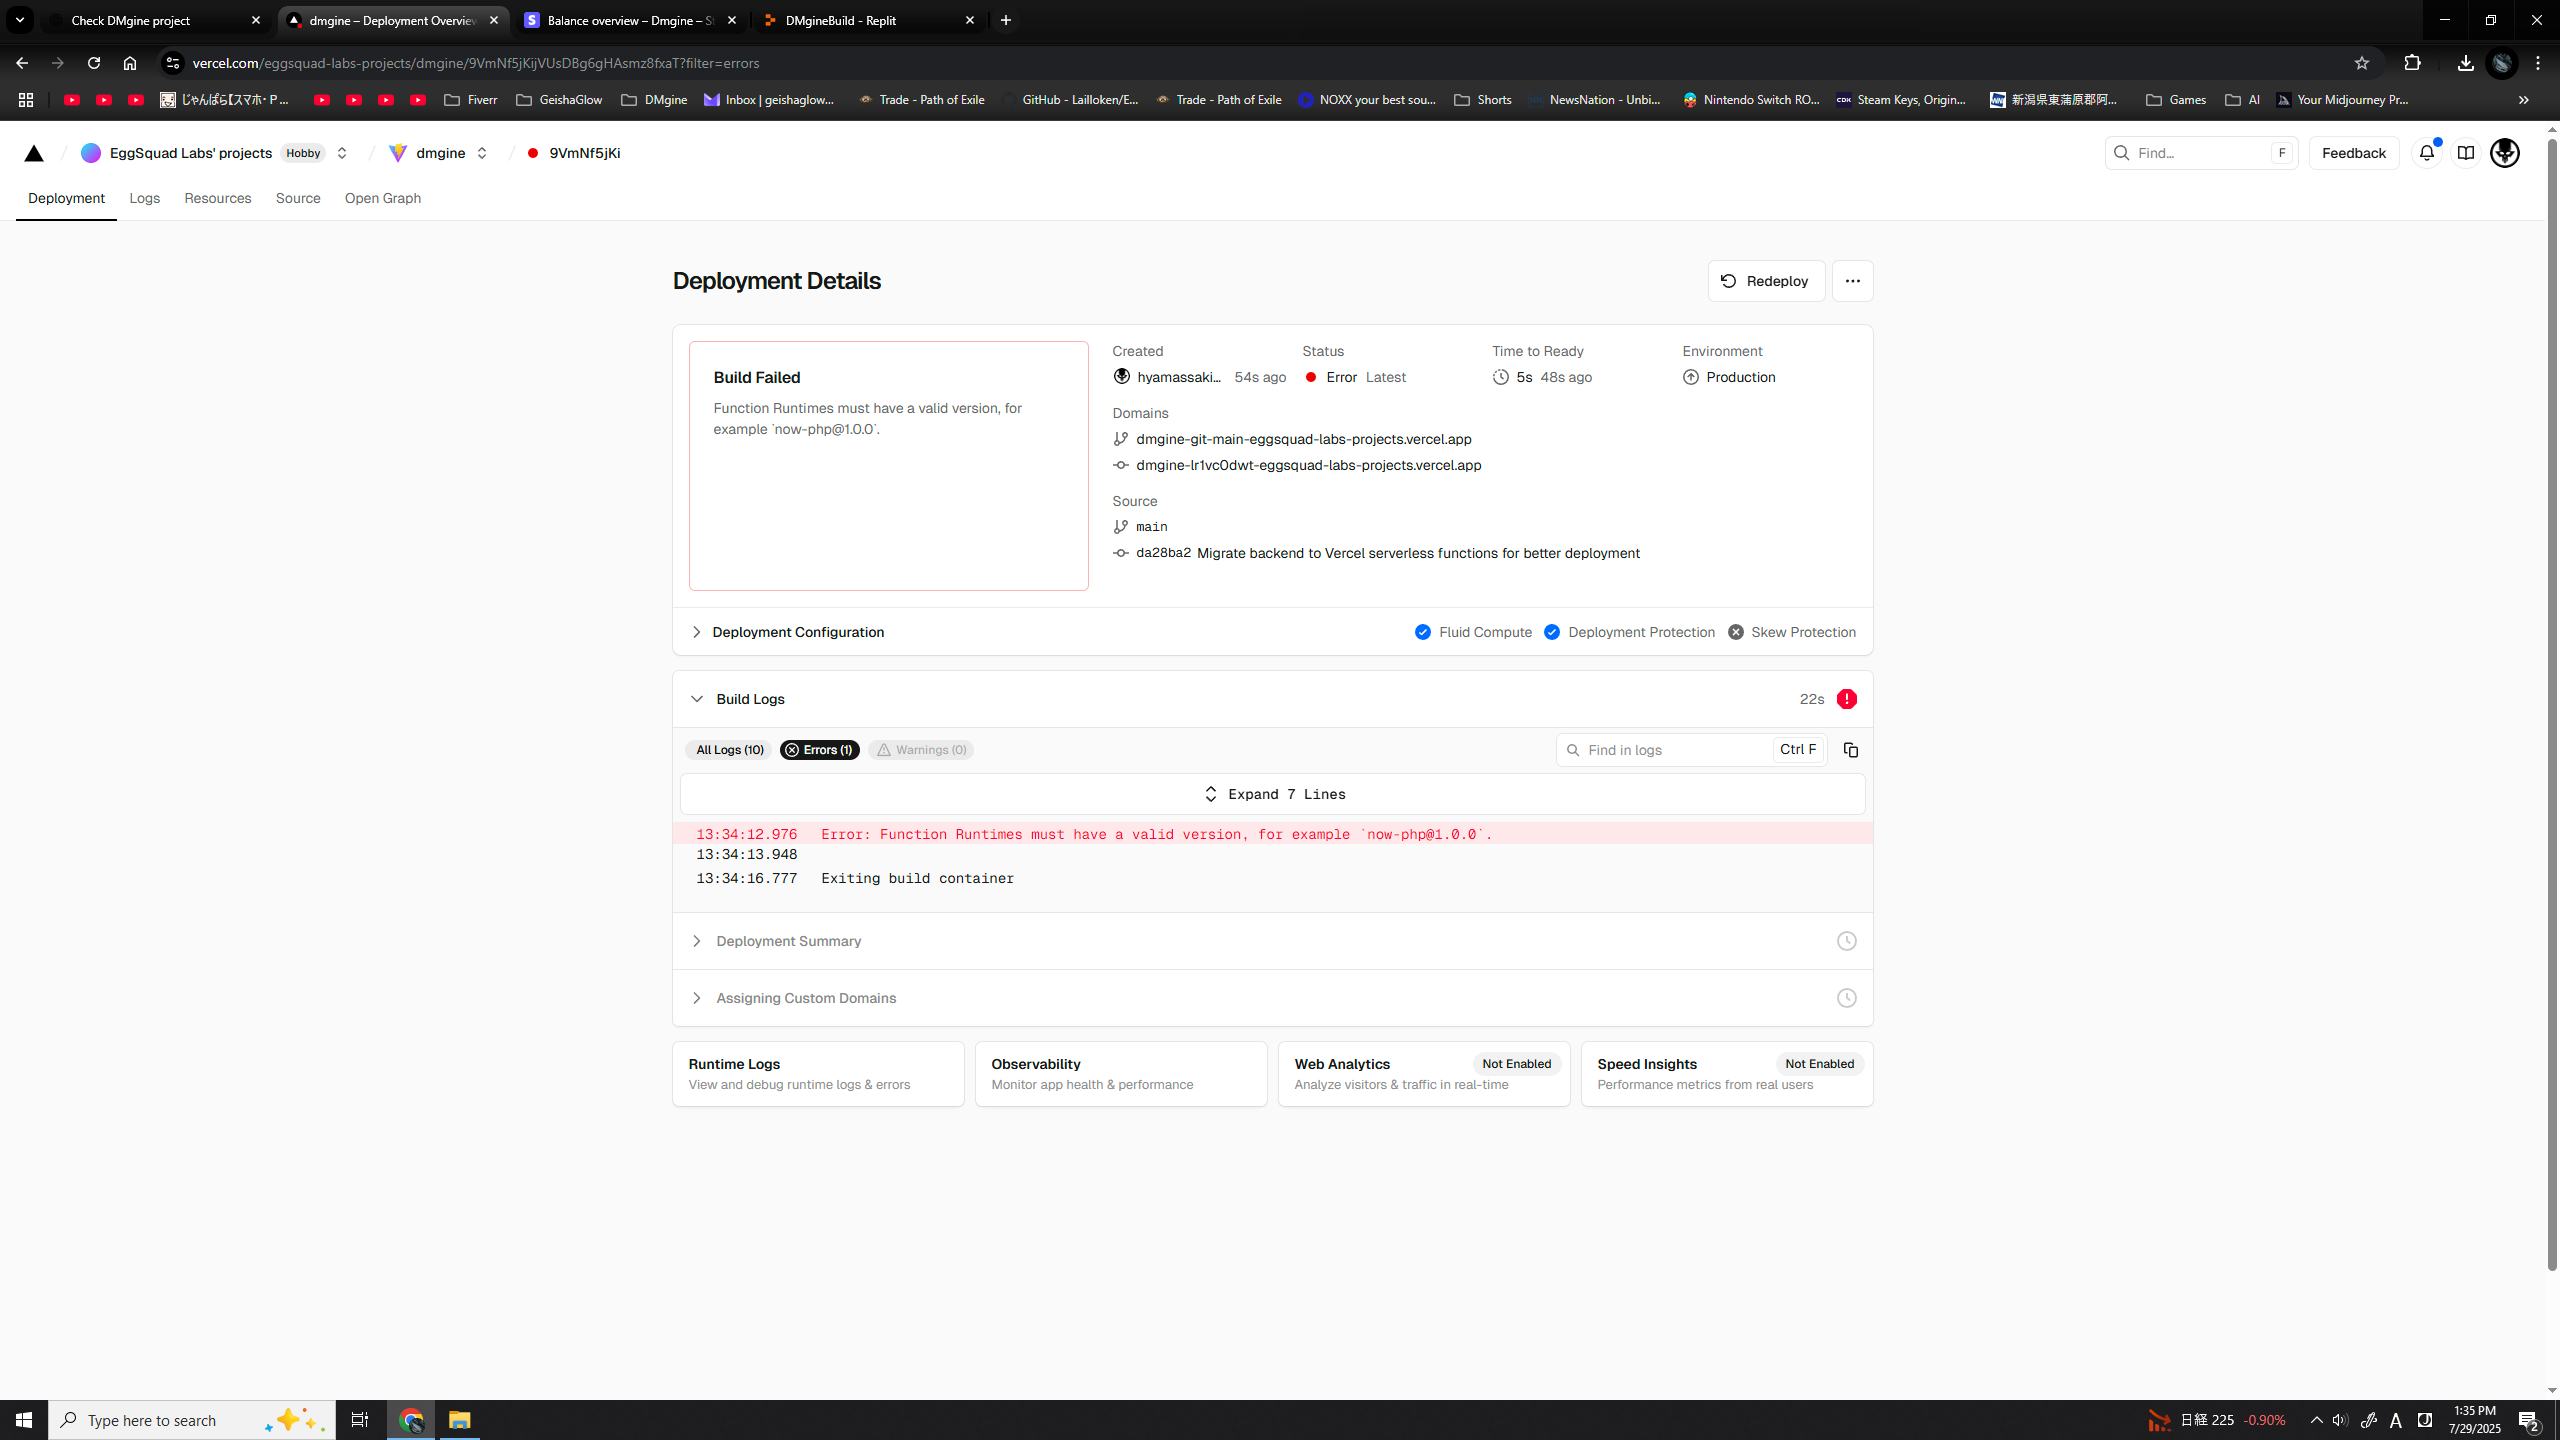 Check DMgine project
dmgine – Deployment Overview
Balance overview – Dmgine – St
DMgineBuild - Replit
vercel.com/eggsquad-labs-projects/dmgine/9VmNf5jKijVUsDBg6gHAsmz8fxaT?filter=errors
じゃんぱら【スマホ・P...
Fiverr
GeishaGlow
DMgine
Inbox | geishaglow...
Trade - Path of Exile
GitHub - Lailloken/E...
Trade - Path of Exile
NOXX your best sou...
Shorts
NewsNation - Unbi...
Nintendo Switch RO...
CDK
Steam Keys, Origin...
新潟県東蒲原郡阿...
Games
AI
Your Midjourney Pr...
EggSquad Labs' projects
Hobby
dmgine
9VmNf5jKi
Find...
F
Feedback
Deployment
Logs
Resources
Source
Open Graph
Deployment Details
Redeploy
Build Failed
Function Runtimes must have a valid version, for
example `now-php@1.0.0`.
Created
Status
Time to Ready
Environment
hyamassaki...
54s ago
Error
Latest
5s
48s ago
Production
Domains
dmgine-git-main-eggsquad-labs-projects.vercel.app
dmgine-lr1vc0dwt-eggsquad-labs-projects.vercel.app
Source
main
da28ba2 Migrate backend to Vercel serverless functions for better deployment
Deployment Configuration
Fluid Compute
Deployment Protection
Skew Protection
Build Logs
22s
All Logs (10)
Errors (1)
Warnings (0)
Find in logs
Ctrl F
Expand 7 Lines
13:34:12.976 Error: Function Runtimes must have a valid version, for example `now-php@1.0.0`.
13:34:13.948
13:34:16.777 Exiting build container
Deployment Summary
Assigning Custom Domains
Runtime Logs
View and debug runtime logs & errors
Observability
Monitor app health & performance
Web Analytics
Not Enabled
Analyze visitors & traffic in real-time
Speed Insights
Not Enabled
Performance metrics from real users
Type here to search
日経 225
-0.90%
A
1:35 PM
7/29/2025
2